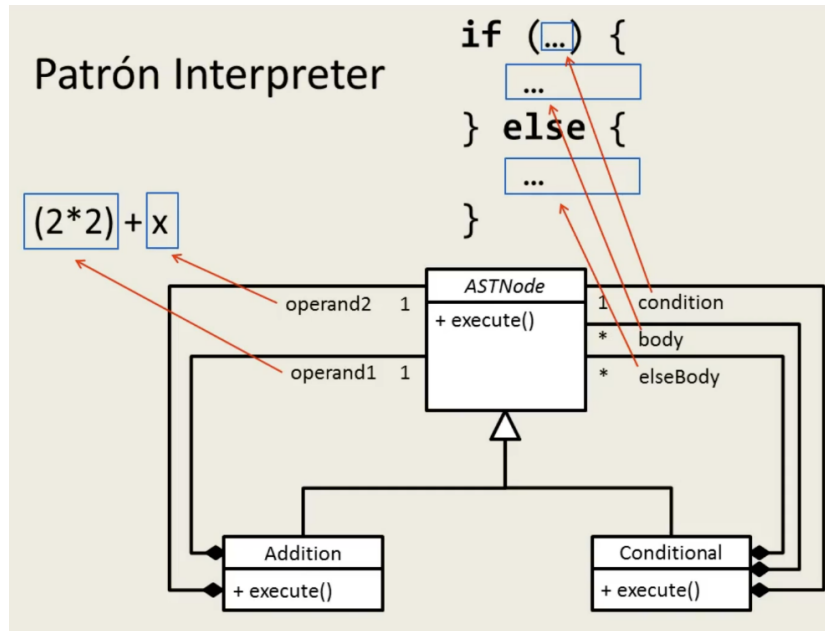 Patrón Interpreter
if (...) {
...
} else {
...
}
(2*2) + x
ASTNode
+ execute()
operand2 1
operand1 1
1 condition
* body
* elseBody
Addition
+ execute()
Conditional
+ execute()